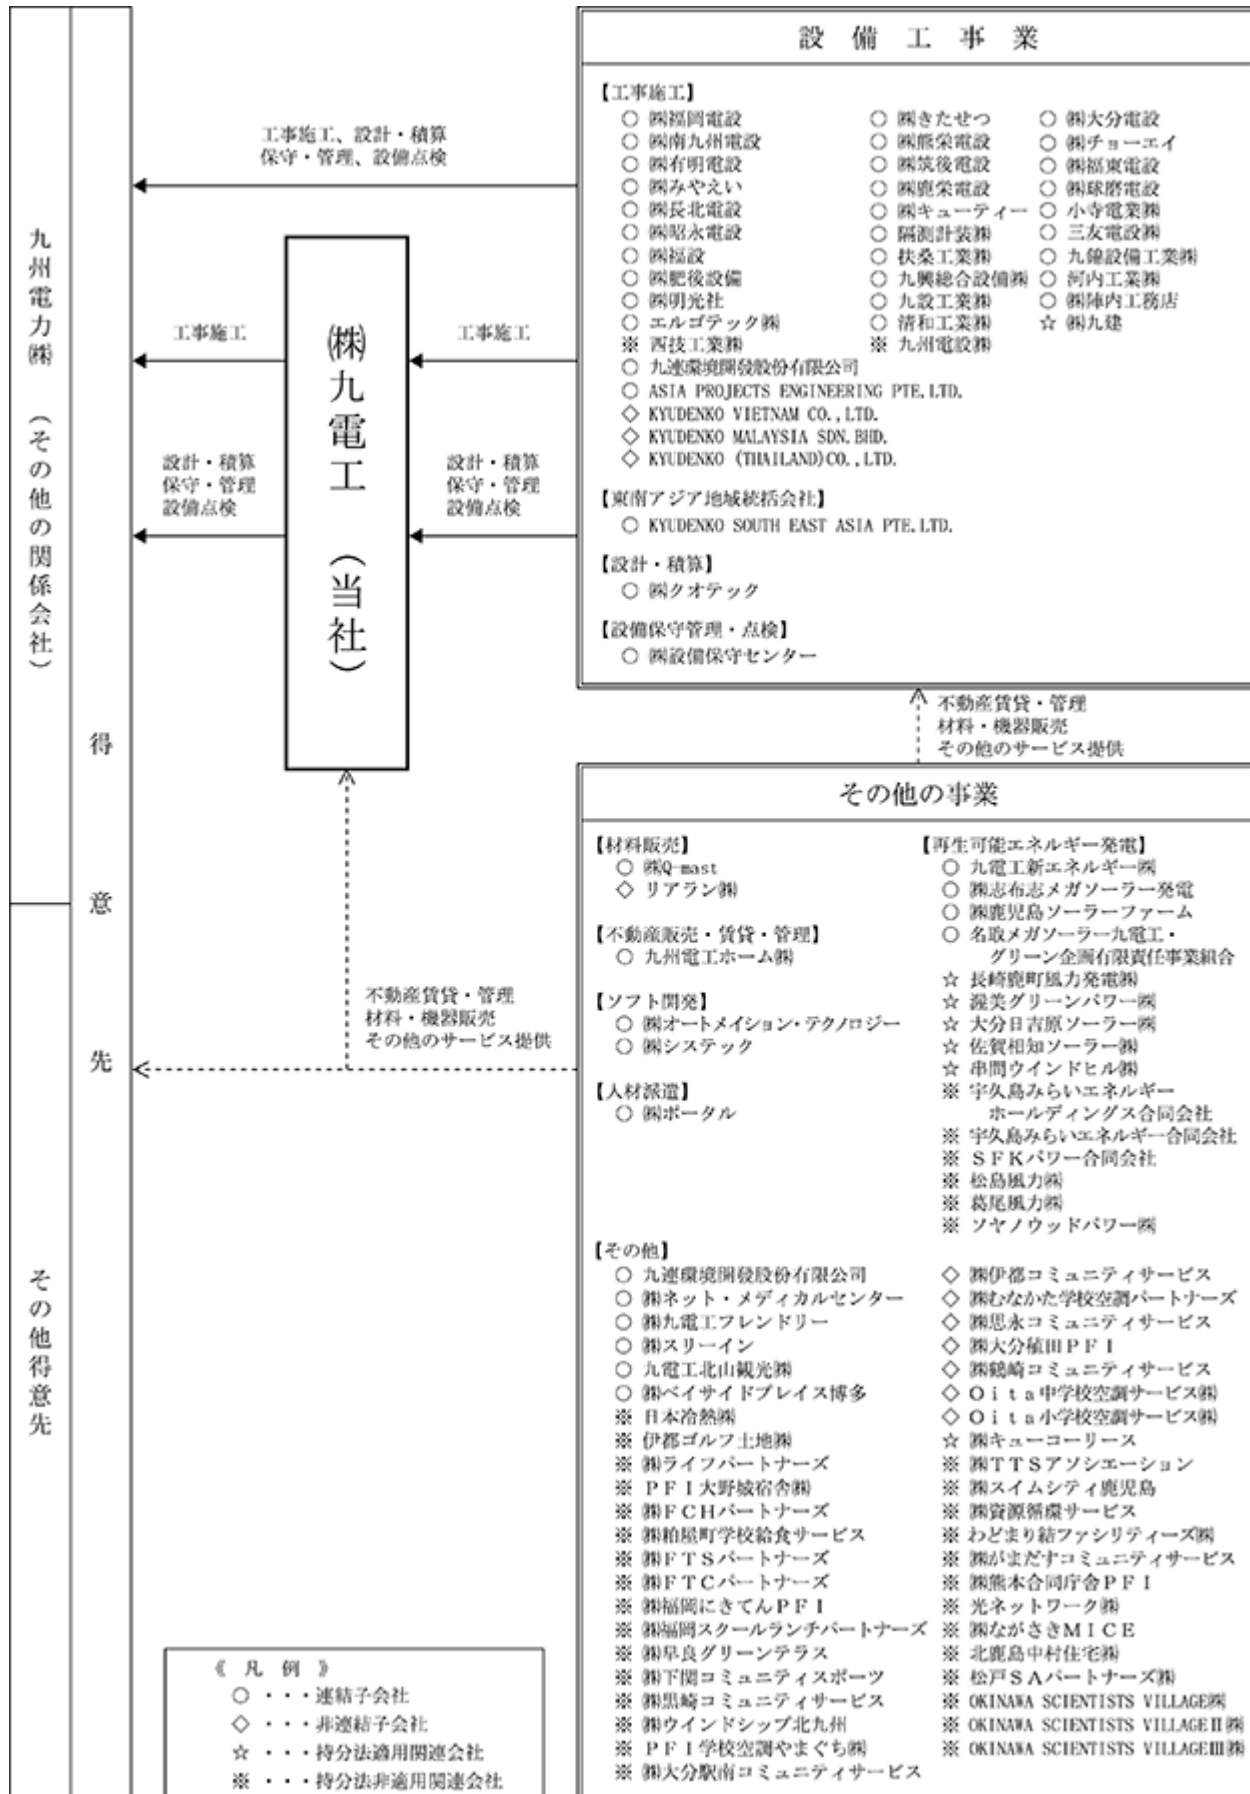 設備工事業
【工事施工】
○ ㈱福岡電設
○ ㈱きたせつ
○ ㈱大分電設
○ ㈱南九州電設
○ ㈱熊栄電設
○ ㈱チョーエイ
○ ㈱有明電設
○ ㈱筑後電設
○ ㈱福東電設
○ ㈱みやえい
○ ㈱鹿栄電設
○ ㈱球磨電設
○ ㈱長北電設
○ ㈱キューティー
○ 小寺電業㈱
○ ㈱昭永電設
○ 隔測計装㈱
○ 三友電設㈱
○ ㈱福設
○ 扶桑工業㈱
○ 九錦設備工業㈱
○ ㈱肥後設備
○ 九興総合設備㈱
○ 河内工業㈱
○ ㈱明光社
○ 九設工業㈱
○ ㈱陣内工務店
○ エルゴテック㈱
○ 清和工業㈱
☆ ㈱九建
※ 西技工業㈱
※ 九州電設㈱
○ 九連環境開發股份有限公司
○ ASIA PROJECTS ENGINEERING PTE.LTD.
◇ KYUDENKO VIETNAM CO.,LTD.
◇ KYUDENKO MALAYSIA SDN.BHD.
◇ KYUDENKO (THAILAND)CO.,LTD.
【東南アジア地域統括会社】
○ KYUDENKO SOUTH EAST ASIA PTE.LTD.
【設計・積算】
○ ㈱クオテック
【設備保守管理・点検】
○ ㈱設備保守センター
工事施工、設計・積算
保守・管理、設備点検
工事施工
工事施工
設計・積算
保守・管理
設備点検
設計・積算
保守・管理
設備点検
㈱九電工（当社）
九州電力㈱（その他の関係会社）
得意先
その他得意先
不動産賃貸・管理
材料・機器販売
その他のサービス提供
不動産賃貸・管理
材料・機器販売
その他のサービス提供
その他の事業
【材料販売】
○ ㈱Q-mast
◇ リアラン㈱
【不動産販売・賃貸・管理】
○ 九州電工ホーム㈱
【ソフト開発】
○ ㈱オートメイション・テクノロジー
○ ㈱システック
【人材派遣】
○ ㈱ポータル
【再生可能エネルギー発電】
○ 九電工新エネルギー㈱
○ ㈱志布志メガソーラー発電
○ ㈱鹿児島ソーラーファーム
○ 名取メガソーラー九電工・
グリーン企画有限責任事業組合
☆ 長崎鹿町風力発電㈱
☆ 渥美グリーンパワー㈱
☆ 大分日吉原ソーラー㈱
☆ 佐賀相知ソーラー㈱
☆ 串間ウインドヒル㈱
※ 宇久島みらいエネルギー
ホールディングス合同会社
※ 宇久島みらいエネルギー合同会社
※ ＳＦＫパワー合同会社
※ 松島風力㈱
※ 葛尾風力㈱
※ ソヤノウッドパワー㈱
【その他】
○ 九連環境開發股份有限公司
○ ㈱ネット・メディカルセンター
○ ㈱九電工フレンドリー
○ ㈱スリーイン
○ 九電工北山観光㈱
○ ㈱ベイサイドプレイス博多
※ 日本冷熱㈱
※ 伊都ゴルフ土地㈱
※ ㈱ライフパートナーズ
※ ＰＦＩ大野城宿舎㈱
※ ㈱ＦＣＨパートナーズ
※ ㈱粕屋町学校給食サービス
※ ㈱ＦＴＳパートナーズ
※ ㈱ＦＴＣパートナーズ
※ ㈱福岡にきてんＰＦＩ
※ ㈱福岡スクールランチパートナーズ
※ ㈱早良グリーンテラス
※ ㈱下関コミュニティスポーツ
※ ㈱黒崎コミュニティサービス
※ ㈱ウインドシップ北九州
※ ＰＦＩ学校空調やまぐち㈱
※ ㈱大分駅南コミュニティサービス
◇ ㈱伊都コミュニティサービス
◇ ㈱むなかた学校空調パートナーズ
◇ ㈱思永コミュニティサービス
◇ ㈱大分稙田ＰＦＩ
◇ ㈱鶴崎コミュニティサービス
◇ Ｏｉｔａ中学校空調サービス㈱
◇ Ｏｉｔａ小学校空調サービス㈱
☆ ㈱キューコーリース
※ ㈱ＴＴＳアソシエーション
※ ㈱スイムシティ鹿児島
※ ㈱資源循環サービス
※ わどまり結ファシリティーズ㈱
※ ㈱がまだすコミュニティサービス
※ ㈱熊本合同庁舎ＰＦＩ
※ 光ネットワーク㈱
※ ㈱ながさきＭＩＣＥ
※ 北鹿島中村住宅㈱
※ 松戸ＳＡパートナーズ㈱
※ OKINAWA SCIENTISTS VILLAGE㈱
※ OKINAWA SCIENTISTS VILLAGEⅡ㈱
※ OKINAWA SCIENTISTS VILLAGEⅢ㈱
《 凡 例 》
○ ・・・連結子会社
◇ ・・・非連結子会社
☆ ・・・持分法適用関連会社
※ ・・・持分法非適用関連会社